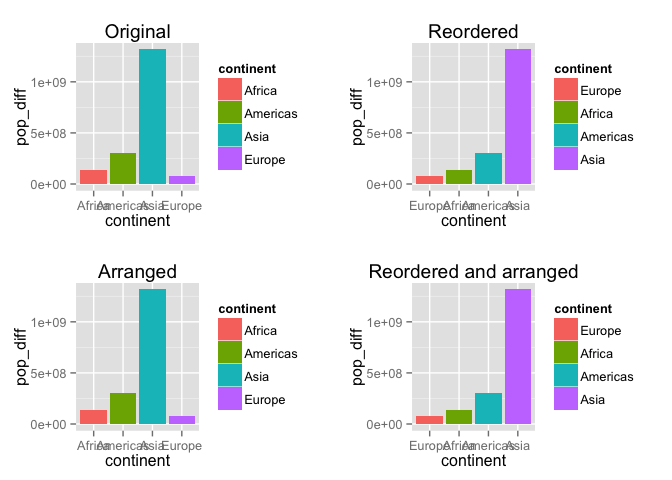 Original
pop_diff
1e+09
5e+08
0e+00
Africa Americas Asia Europe
continent
continent
Africa
Americas
Asia
Europe
Reordered
pop_diff
1e+09
5e+08
0e+00
Europe Africa Americas Asia
continent
continent
Europe
Africa
Americas
Asia
Arranged
pop_diff
1e+09
5e+08
0e+00
Africa Americas Asia Europe
continent
continent
Africa
Americas
Asia
Europe
Reordered and arranged
pop_diff
1e+09
5e+08
0e+00
Europe Africa Americas Asia
continent
continent
Europe
Africa
Americas
Asia